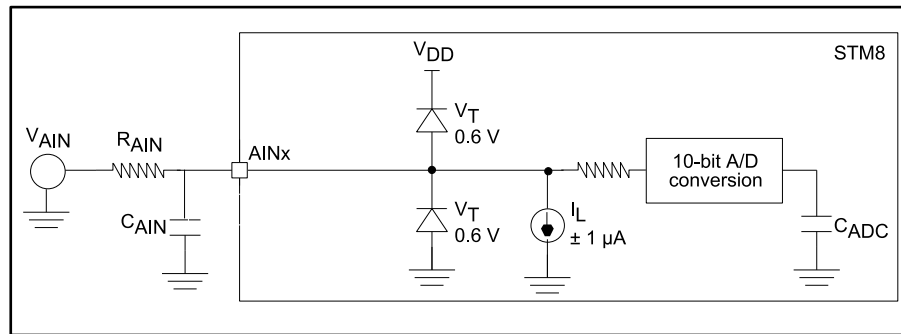 STM8
VDD
VT
0.6 V
VAIN
RAIN
AINx
10-bit A/D
conversion
CAIN
VT
0.6 V
IL
± 1 µA
CADC